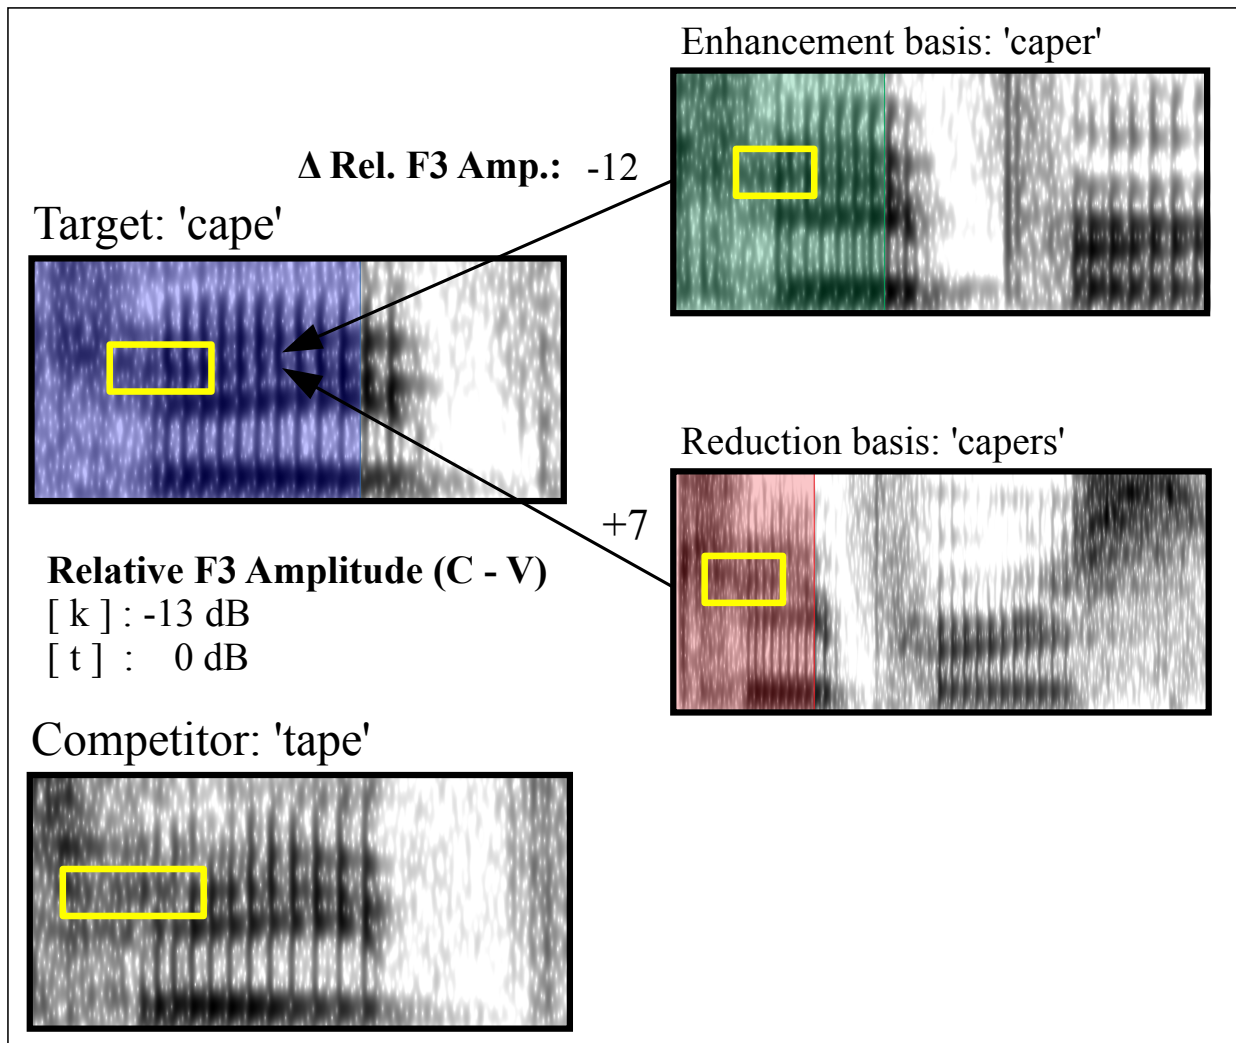 Enhancement basis: 'caper'
Δ Rel. F3 Amp.: -12
Target: 'cape'
Reduction basis: 'capers'
+7
Relative F3 Amplitude (C - V)
[ k ] : -13 dB
[ t ] : 0 dB
Competitor: 'tape'